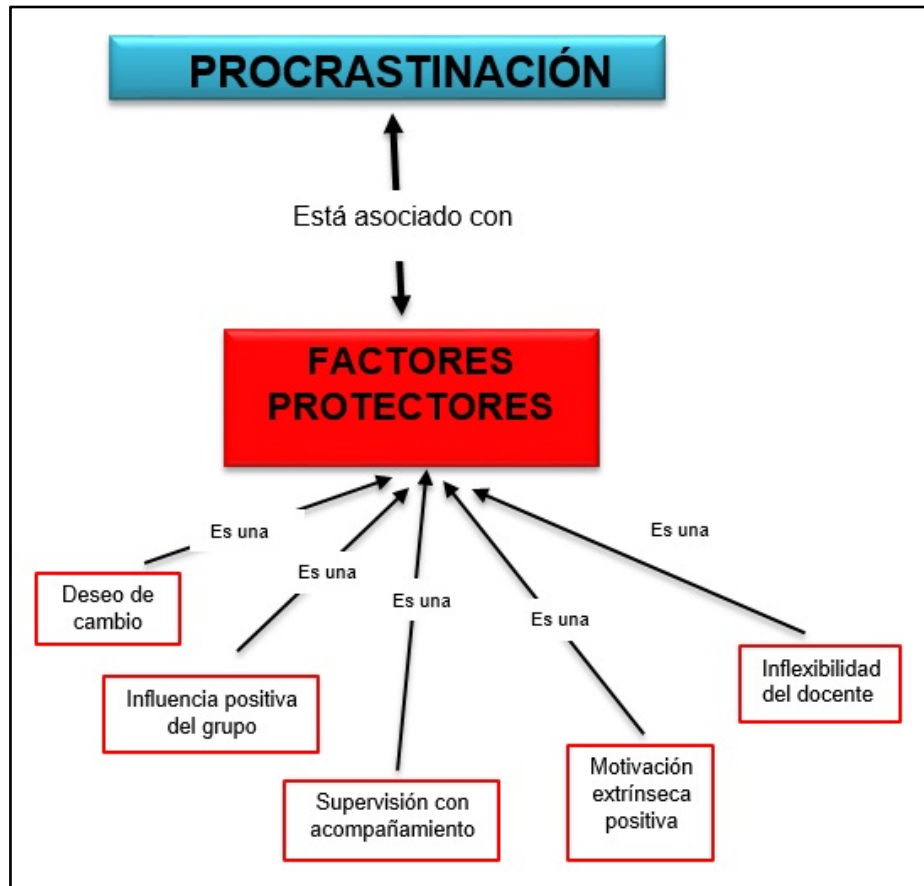 PROCRASTINACIÓN
Está asociado con
FACTORES
PROTECTORES
Es una
Es una
Es una
Es una
Es una
Deseo de
cambio
Influencia positiva
del grupo
Supervisión con
acompañamiento
Motivación
extrínseca
positiva
Inflexibilidad
del docente